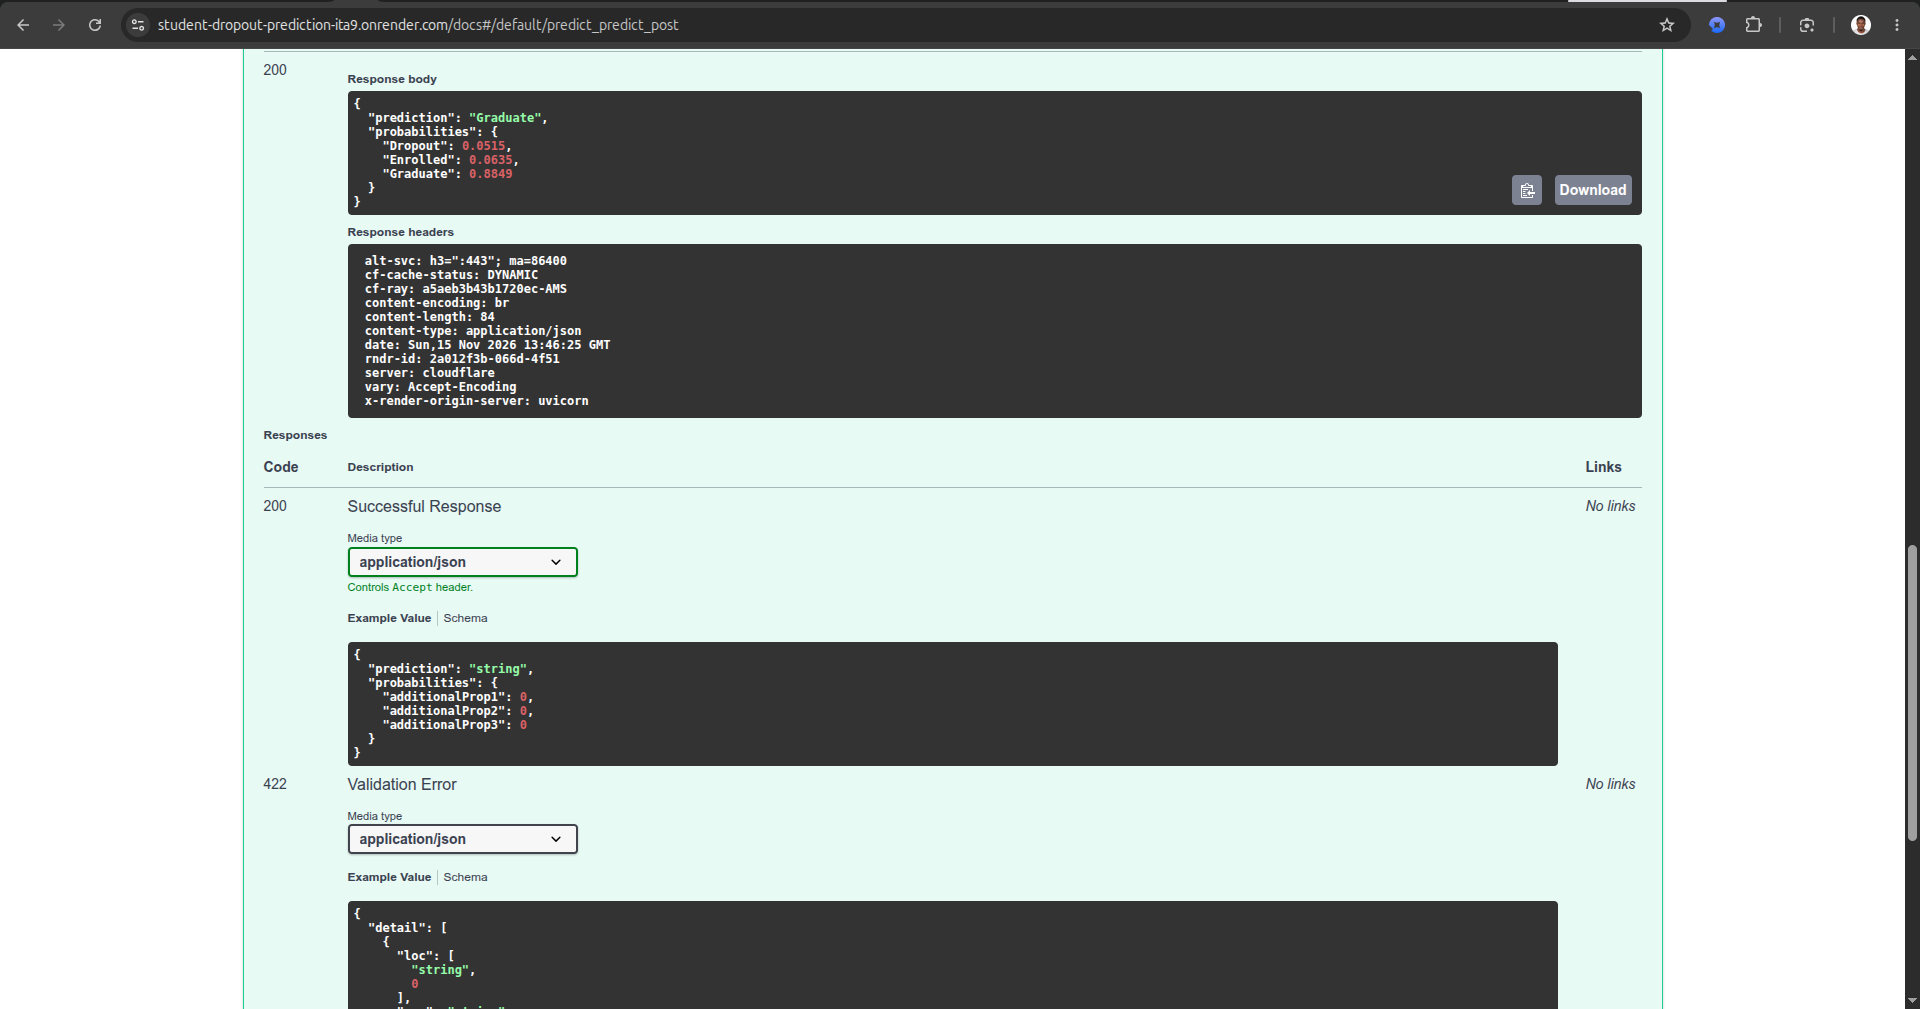 student-dropout-prediction-ita9.onrender.com/docs#/default/predict_predict_post
200
Response body
{
"prediction": "Graduate",
"probabilities": {
"Dropout": 0.0515,
"Enrolled": 0.0635,
"Graduate": 0.8849
}
}
Download
Response headers
alt-svc: h3=":443"; ma=86400
cf-cache-status: DYNAMIC
cf-ray: a5aeb3b43b1720ec-AMS
content-encoding: br
content-length: 84
content-type: application/json
date: Sun,15 Nov 2026 13:46:25 GMT
rndr-id: 2a012f3b-066d-4f51
server: cloudflare
vary: Accept-Encoding
x-render-origin-server: uvicorn
Responses
Code Description Links
200 Successful Response No links
Media type
application/json
Controls Accept header.
Example Value Schema
{
"prediction": "string",
"probabilities": {
"additionalProp1": 0,
"additionalProp2": 0,
"additionalProp3": 0
}
}
422 Validation Error No links
Media type
application/json
Example Value Schema
{
"detail": [
{
"loc": [
"string",
0
],